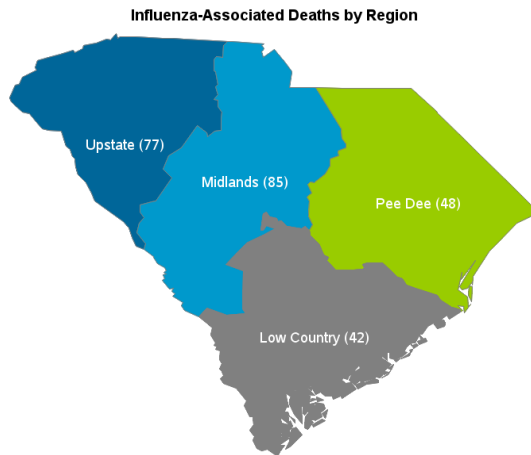 Influenza-Associated Deaths by Region
Upstate (77)
Midlands (85)
Pee Dee (48)
Low Country (42)